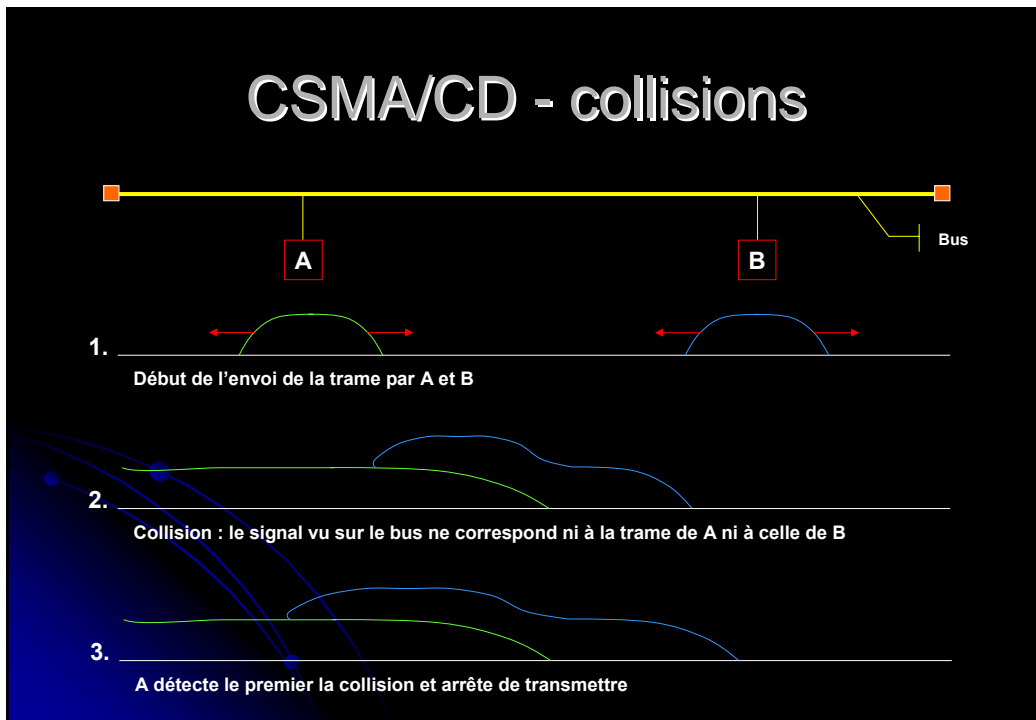 CSMA/CD - collisions
Bus
A
B
1.
Début de l'envoi de la trame par A et B
2.
Collision : le signal vu sur le bus ne correspond ni à la trame de A ni à celle de B
3.
A détecte le premier la collision et arrête de transmettre